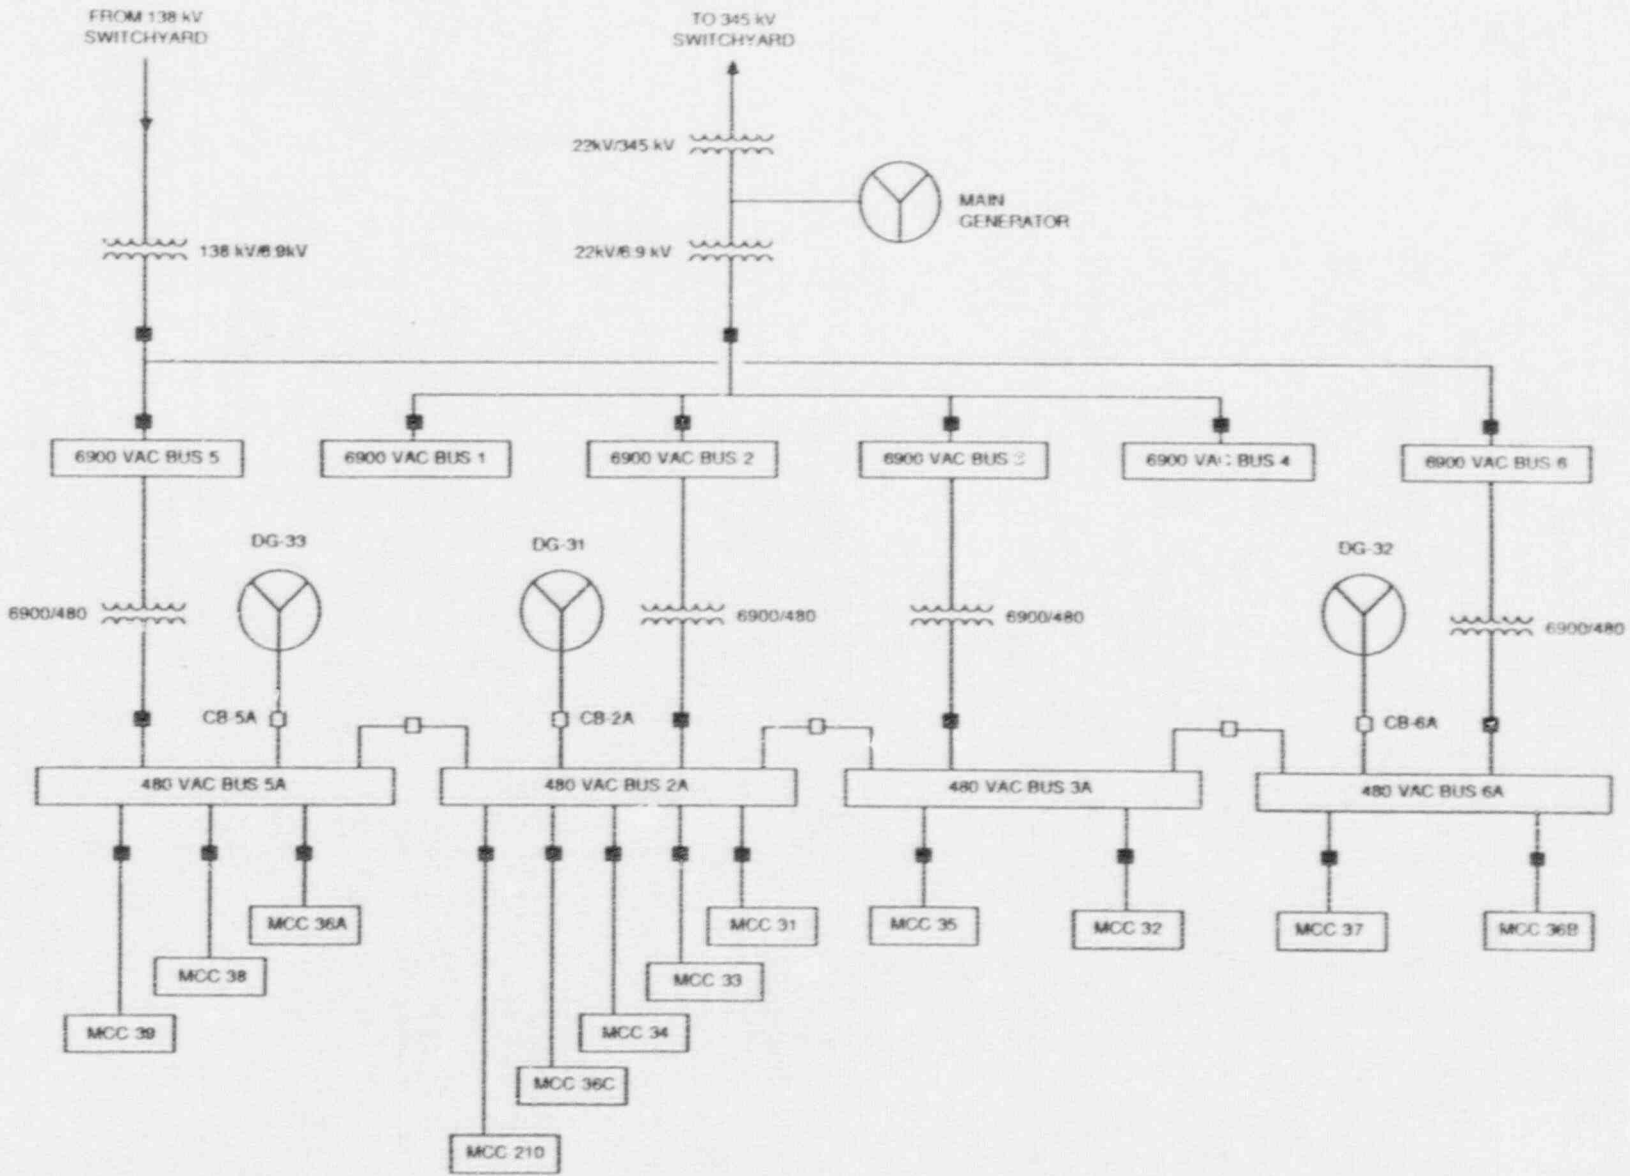 FROM 138 kV
SWITCHYARD
TO 345 kV
SWITCHYARD
22kV/345 kV
MAIN
GENERATOR
138 kV/6.9kV
22kV/6.9 kV
6900 VAC BUS 5
6900 VAC BUS 1
6900 VAC BUS 2
6900 VAC BUS 3
6900 VAC BUS 4
6900 VAC BUS 6
DG-33
DG-31
DG-32
6900/480
6900/480
6900/480
6900/480
CB-5A
CB-2A
CB-6A
480 VAC BUS 5A
480 VAC BUS 2A
480 VAC BUS 3A
480 VAC BUS 6A
MCC 36A
MCC 31
MCC 35
MCC 32
MCC 37
MCC 36B
MCC 38
MCC 33
MCC 39
MCC 34
MCC 36C
MCC 210